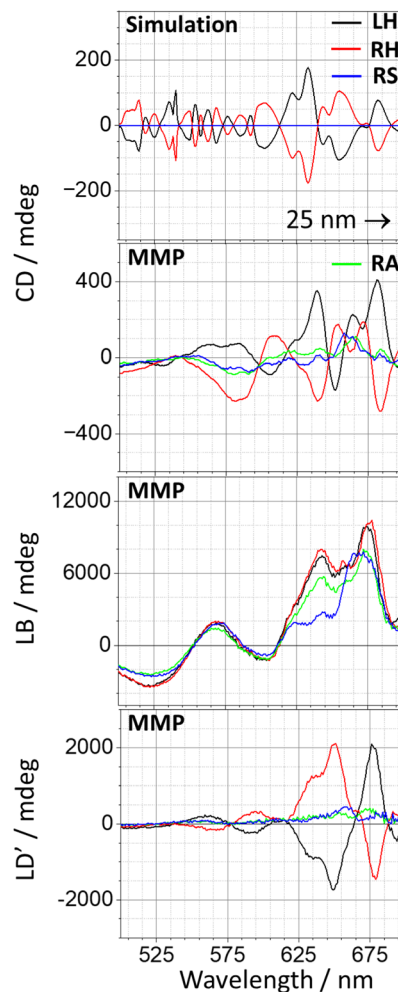 Simulation
LH
RH
RS
200
0
−200
25 nm →
CD / mdeg
MMP
RA
400
0
−400
MMP
12000
6000
0
LB / mdeg
MMP
2000
0
-2000
LD' / mdeg
525 575 625 675
Wavelength / nm